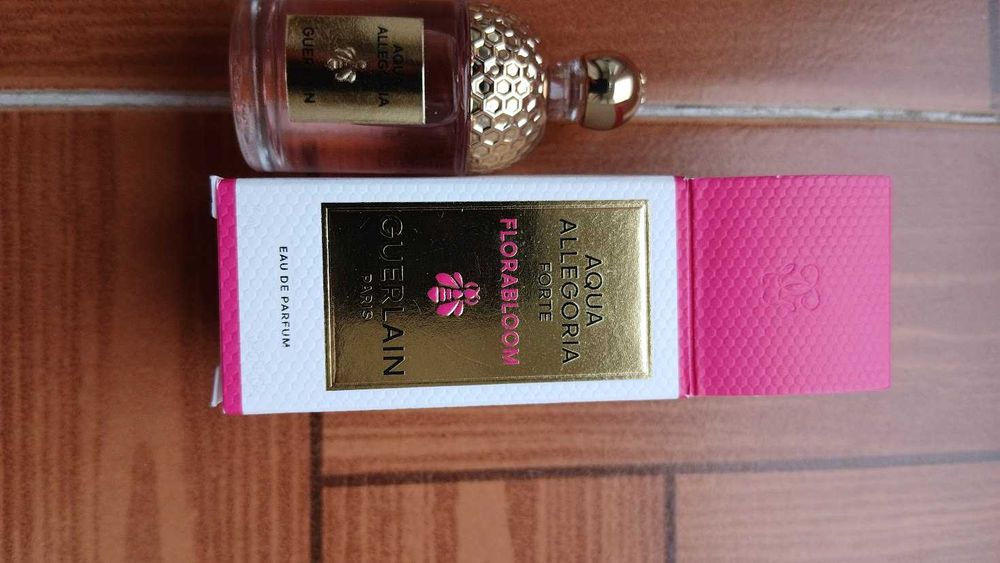 AQUA
ALLEGORIA
GUERLAIN
AQUA
ALLEGORIA
FORTE
FLORABLOOM
GUERLAIN
PARIS
EAU DE PARFUM